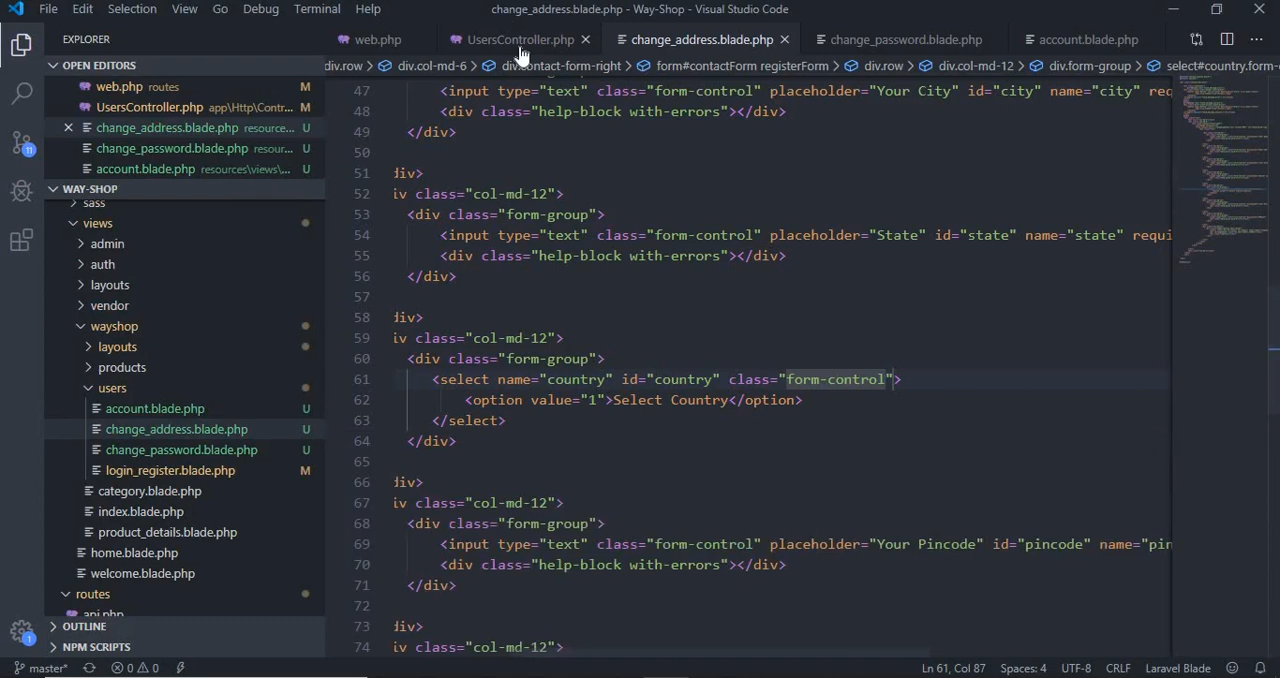 File Edit Selection View Go Debug Terminal Help
change_address.blade.php - Way-Shop - Visual Studio Code
EXPLORER
web.php UsersController.php change_address.blade.php change_password.blade.php account.blade.php
OPEN EDITORS
web.php routes M
UsersController.php app\Http\Contr... M
change_address.blade.php resource... U
change_password.blade.php resour... U
account.blade.php resources\views\... U
WAY-SHOP
sass
views
admin
auth
layouts
vendor
wayshop
layouts
products
users
account.blade.php U
change_address.blade.php U
change_password.blade.php U
login_register.blade.php M
category.blade.php
index.blade.php
product_details.blade.php
home.blade.php
welcome.blade.php
routes
api.php
OUTLINE
NPM SCRIPTS
div.row div.col-md-6 div.contact-form-right form#contactForm registerForm div.row div.col-md-12 div.form-group select#country.form-
47 <input type="text" class="form-control" placeholder="Your City" id="city" name="city" req
48 <div class="help-block with-errors"></div>
49 </div>
50
51 div>
52 iv class="col-md-12">
53 <div class="form-group">
54 <input type="text" class="form-control" placeholder="State" id="state" name="state" requi
55 <div class="help-block with-errors"></div>
56 </div>
57
58 div>
59 iv class="col-md-12">
60 <div class="form-group">
61 <select name="country" id="country" class="form-control">
62 <option value="1">Select Country</option>
63 </select>
64 </div>
65
66 div>
67 iv class="col-md-12">
68 <div class="form-group">
69 <input type="text" class="form-control" placeholder="Your Pincode" id="pincode" name="pin
70 <div class="help-block with-errors"></div>
71 </div>
72
73 div>
74 iv class="col-md-12">
11
1
master* 0 0 Ln 61, Col 87 Spaces: 4 UTF-8 CRLF Laravel Blade